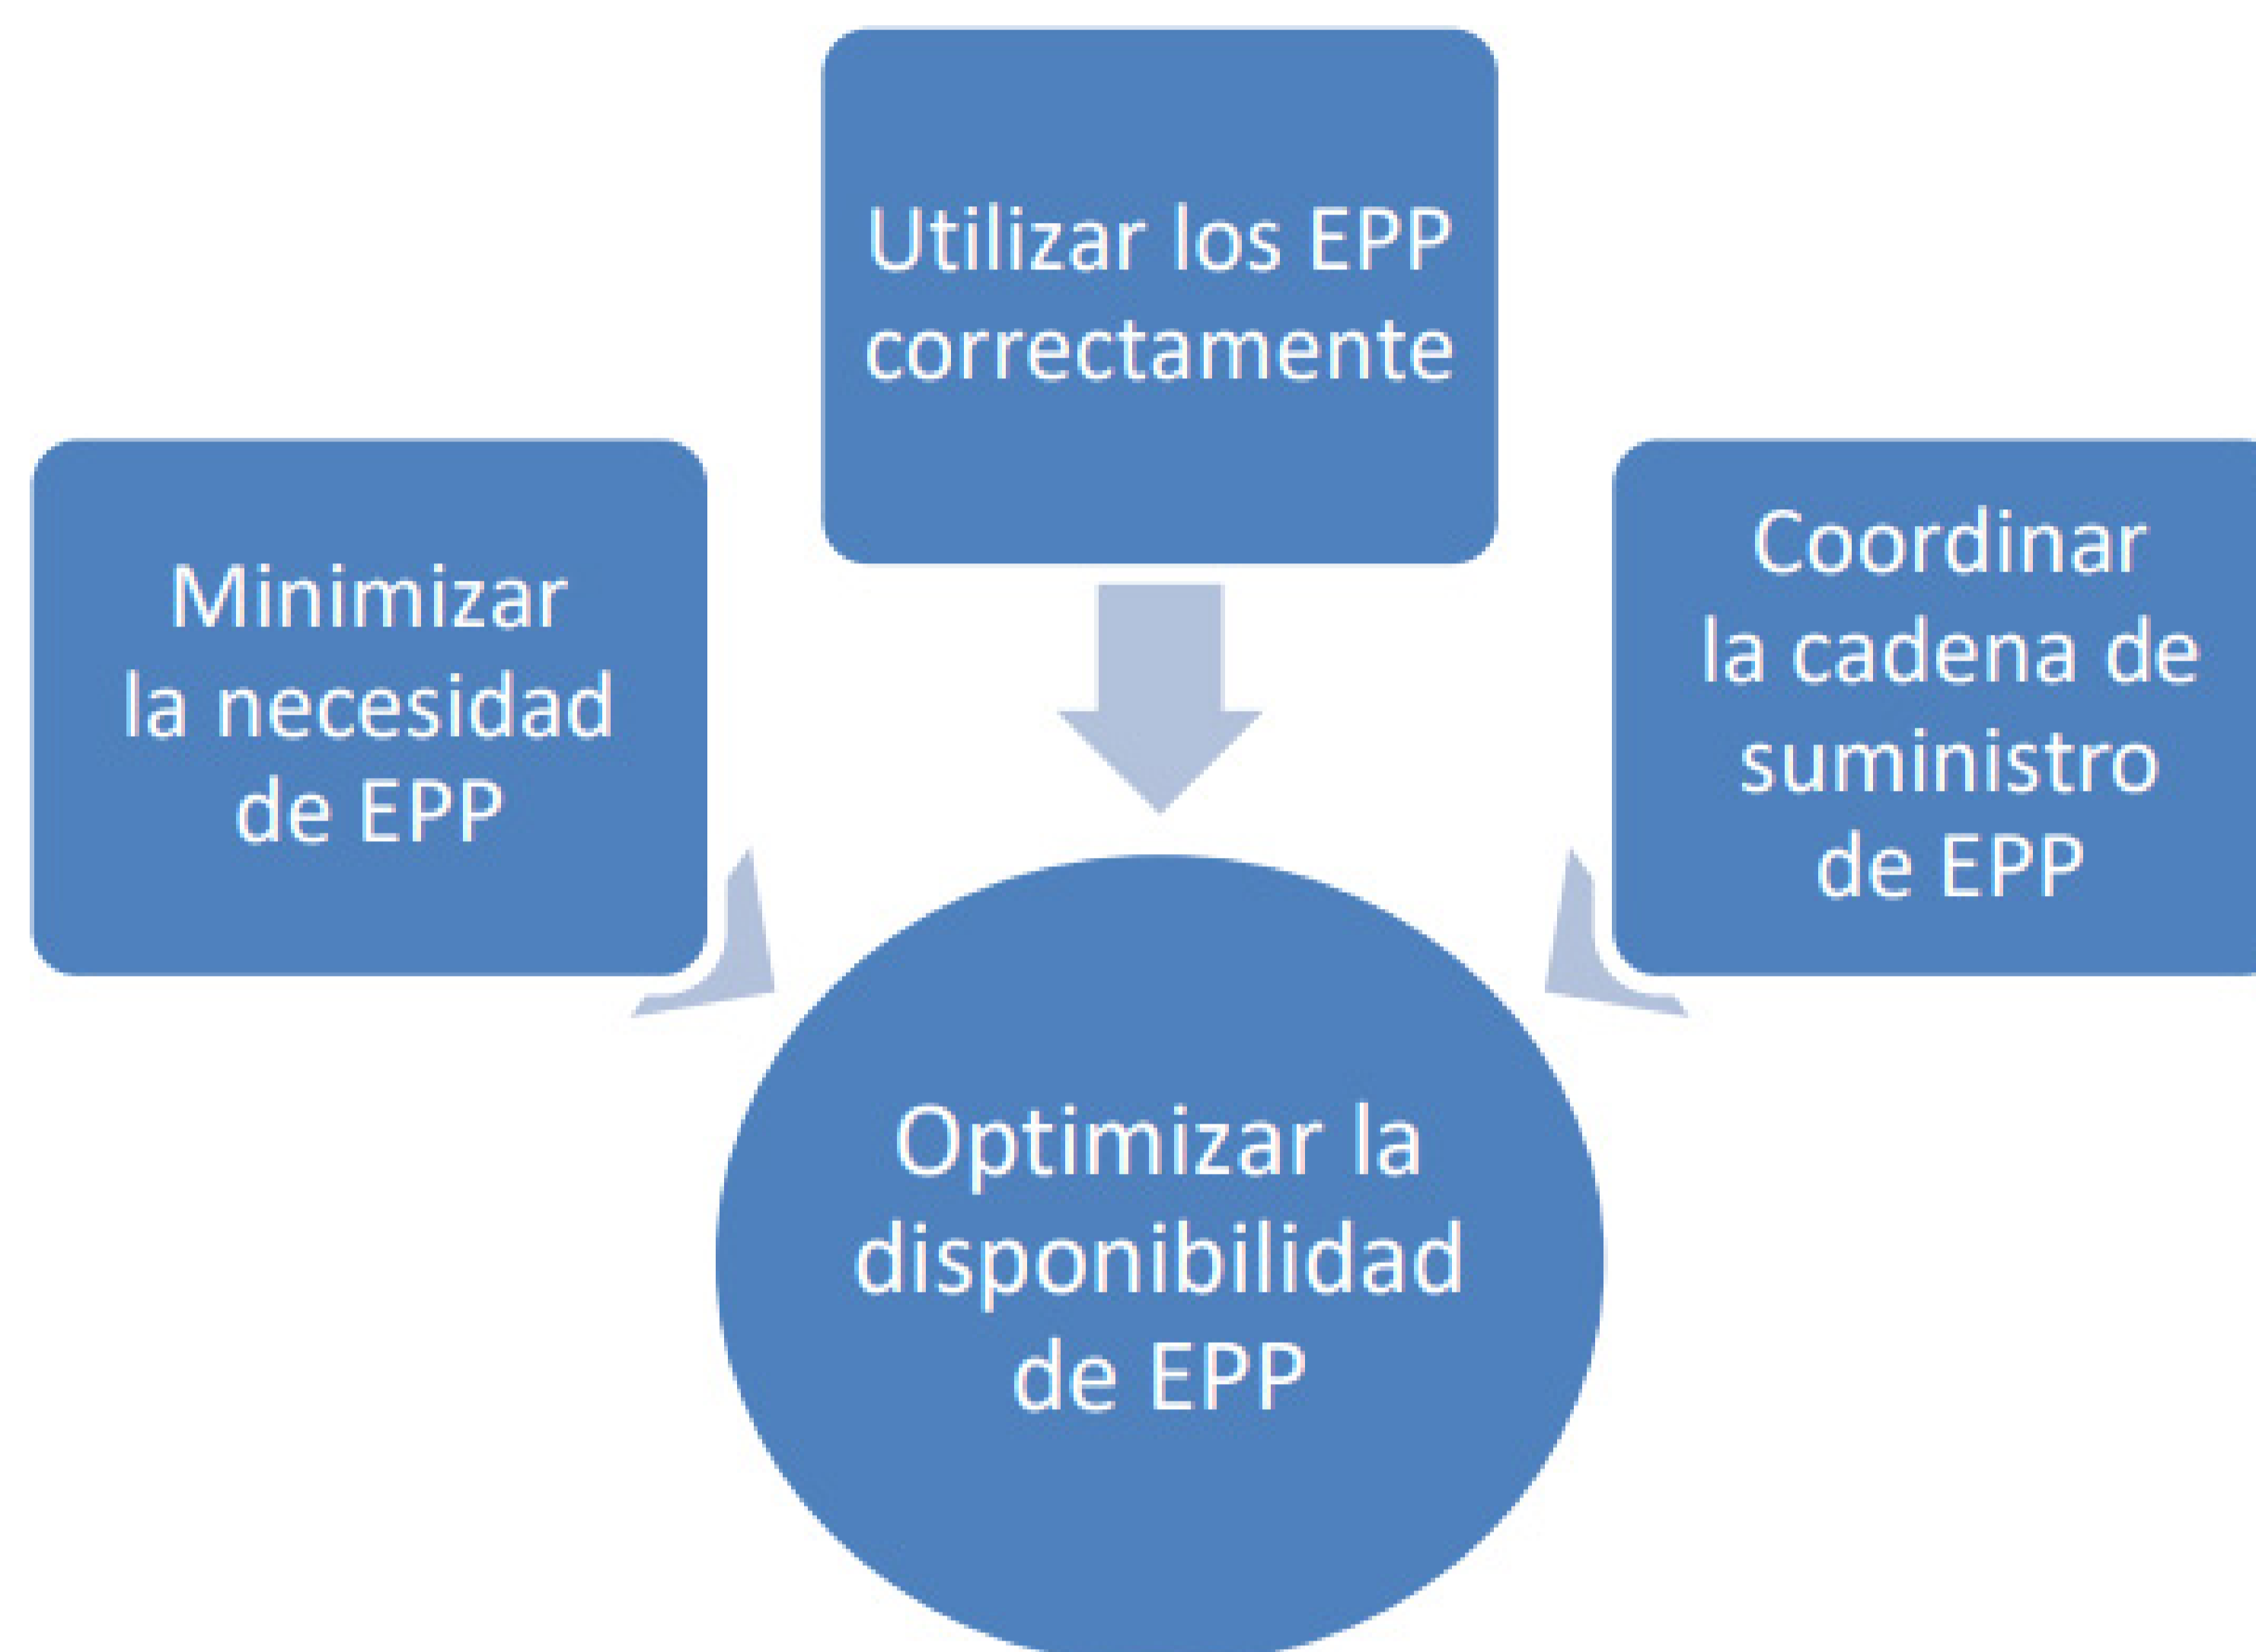 Utilizar los EPP
correctamente
Minimizar
la necesidad
de EPP
Coordinar
la cadena de
suministro
de EPP
Optimizar la
disponibilidad
de EPP